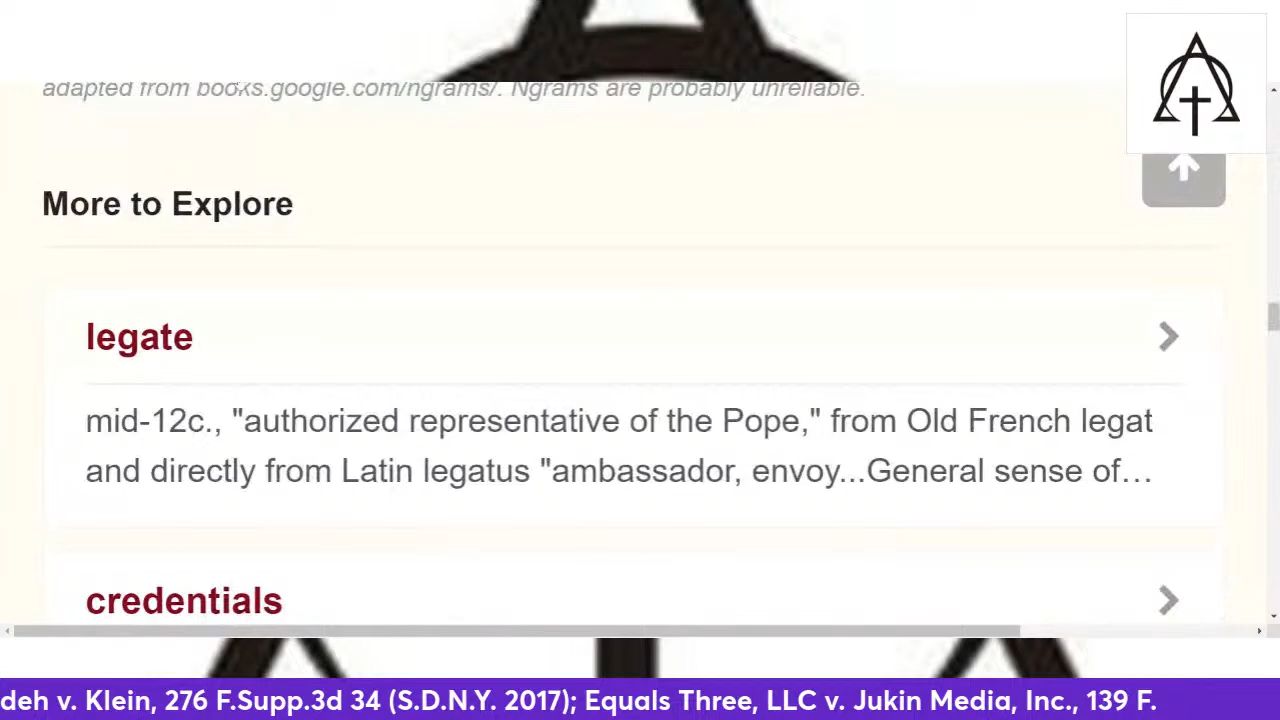 adapted from books.google.com/ngrams/. Ngrams are probably unreliable.
More to Explore
legate
mid-12c., "authorized representative of the Pope," from Old French legat
and directly from Latin legatus "ambassador, envoy...General sense of…
credentials
deh v. Klein, 276 F.Supp.3d 34 (S.D.N.Y. 2017); Equals Three, LLC v. Jukin Media, Inc., 139 F.